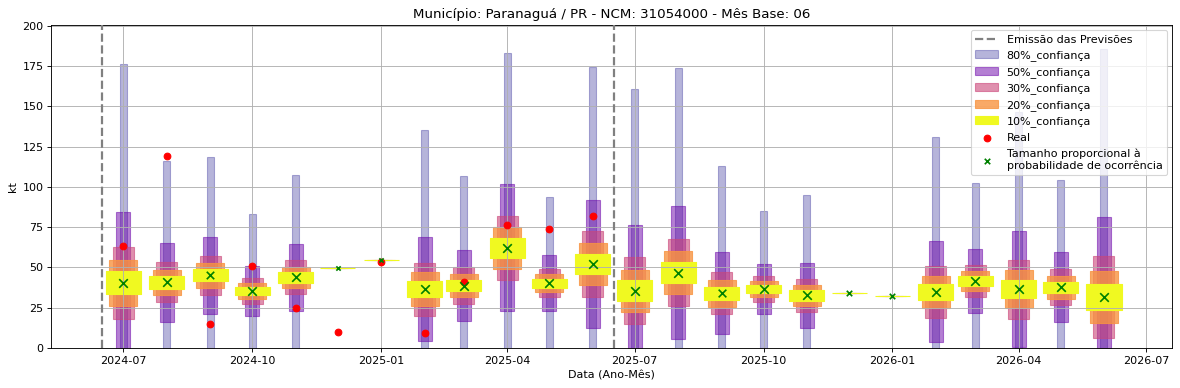 Município: Paranaguá / PR - NCM: 31054000 - Mês Base: 06
200
175
150
125
100
75
50
25
0
kt
Emissão das Previsões
80%_confiança
50%_confiança
30%_confiança
20%_confiança
10%_confiança
Real
Tamanho proporcional à
probabilidade de ocorrência
2024-07
2024-10
2025-01
2025-04
2025-07
2025-10
2026-01
2026-04
2026-07
Data (Ano-Mês)